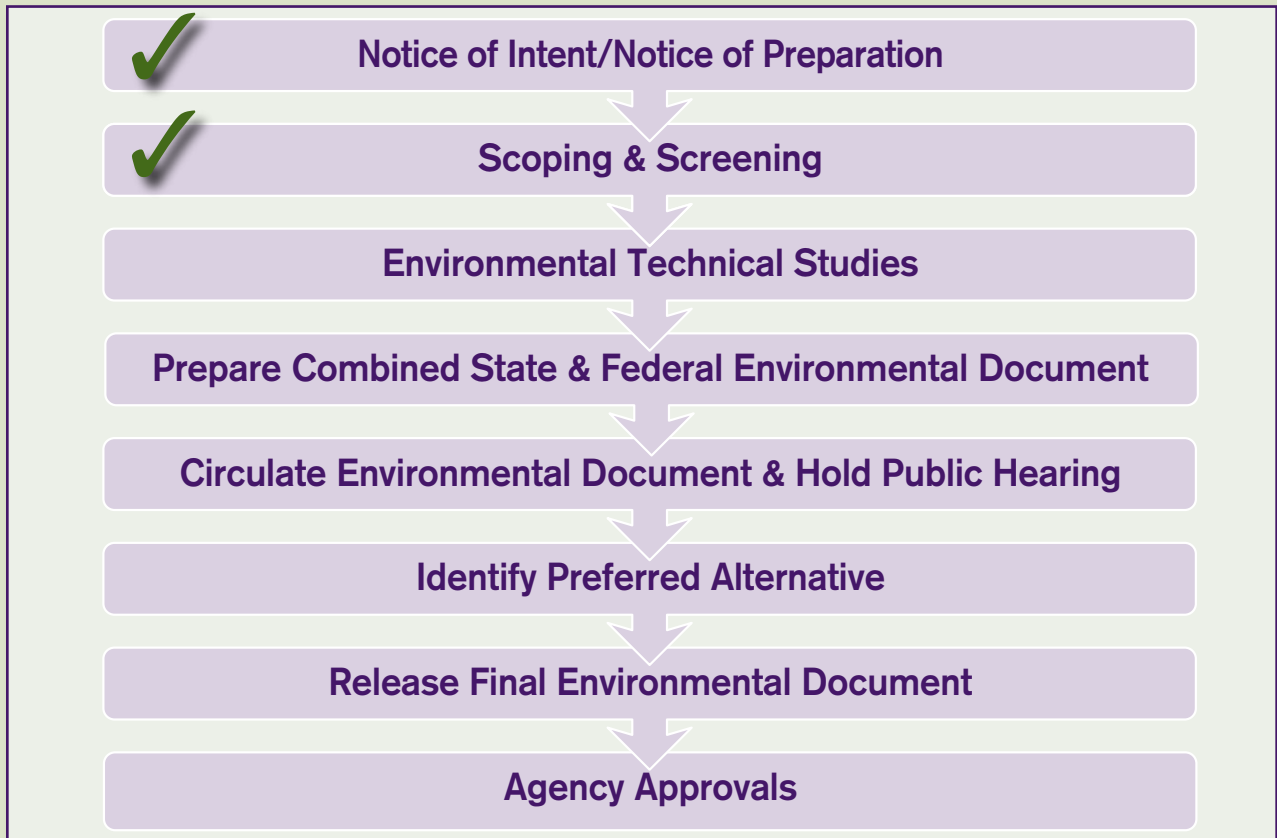 Notice of Intent/Notice of Preparation
Scoping & Screening
Environmental Technical Studies
Prepare Combined State & Federal Environmental Document
Circulate Environmental Document & Hold Public Hearing
Identify Preferred Alternative
Release Final Environmental Document
Agency Approvals